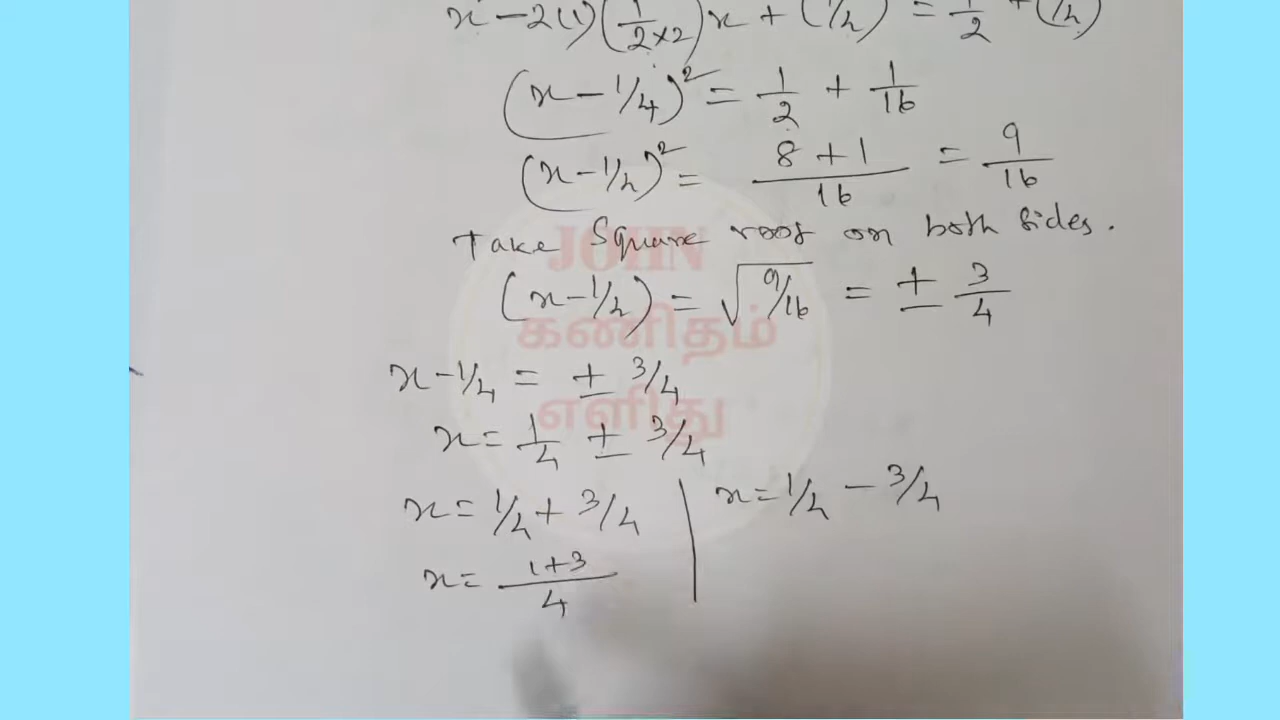 x² - 2(1)(1/2×2)x + (1/4)² = 1/2 + (1/4)²
(x - 1/4)² = 1/2 + 1/16
(x - 1/4)² = 8+1/16 = 9/16
Take Square root on both sides.
(x - 1/4) = √9/16 = ± 3/4
x - 1/4 = ± 3/4
x = 1/4 ± 3/4
x = 1/4 + 3/4 | x = 1/4 - 3/4
x = 1+3/4
JOHN
கணிதம்
எளிது